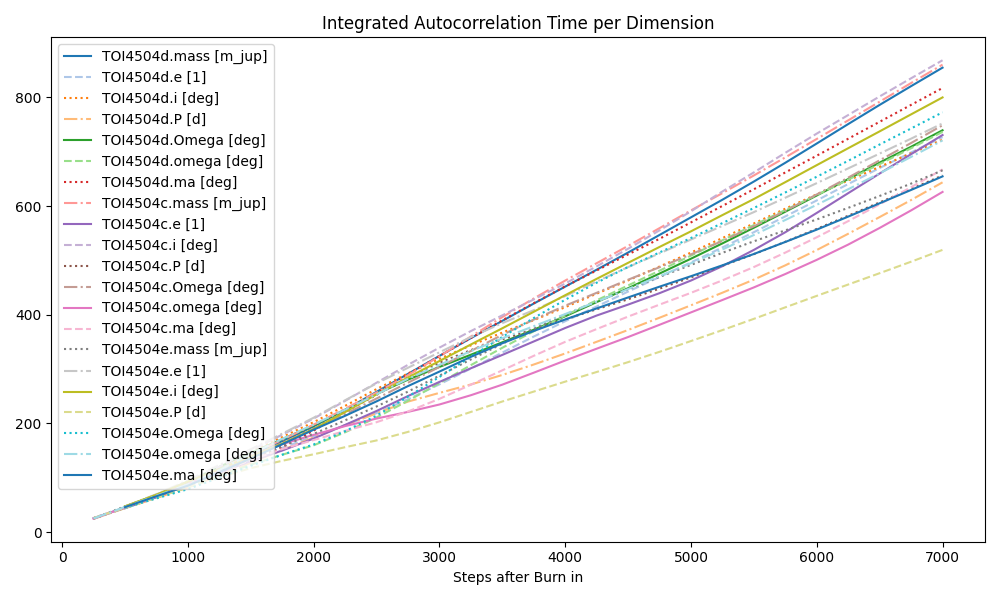 Integrated Autocorrelation Time per Dimension
TOI4504d.mass [m_jup]
TOI4504d.e [1]
TOI4504d.i [deg]
TOI4504d.P [d]
TOI4504d.Omega [deg]
TOI4504d.omega [deg]
TOI4504d.ma [deg]
TOI4504c.mass [m_jup]
TOI4504c.e [1]
TOI4504c.i [deg]
TOI4504c.P [d]
TOI4504c.Omega [deg]
TOI4504c.omega [deg]
TOI4504c.ma [deg]
TOI4504e.mass [m_jup]
TOI4504e.e [1]
TOI4504e.i [deg]
TOI4504e.P [d]
TOI4504e.Omega [deg]
TOI4504e.omega [deg]
TOI4504e.ma [deg]
800
600
400
200
0
0 1000 2000 3000 4000 5000 6000 7000
Steps after Burn in